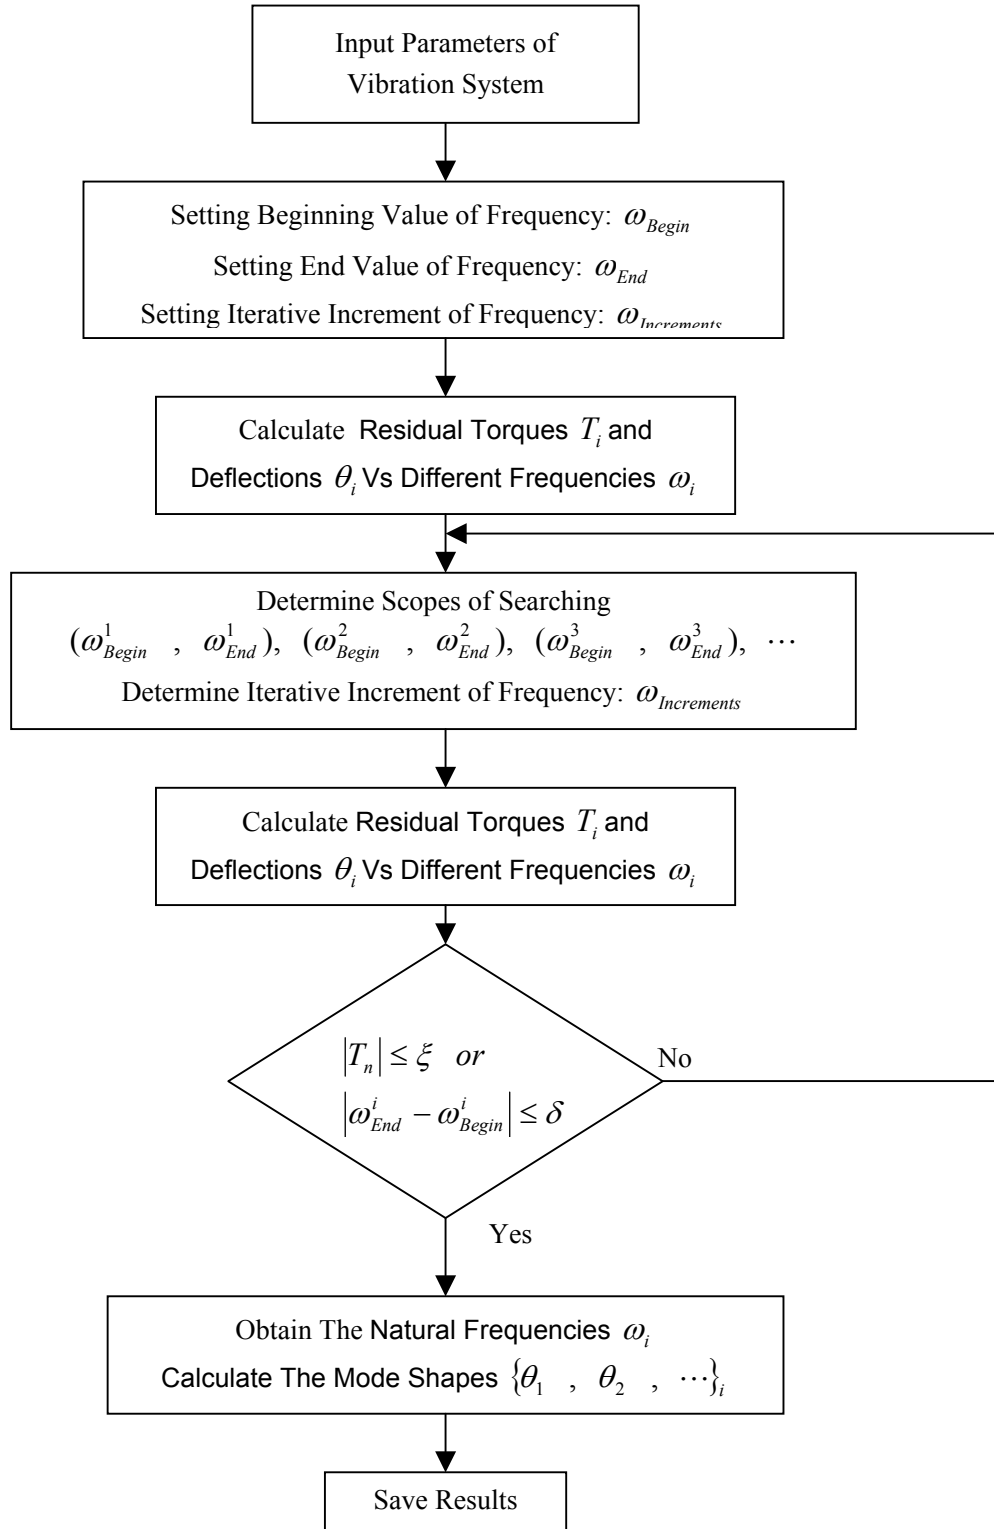 Input Parameters of
Vibration System
Setting Beginning Value of Frequency: ω_Begin
Setting End Value of Frequency: ω_End
Setting Iterative Increment of Frequency: ω_Increments
Calculate Residual Torques T_i and
Deflections θ_i Vs Different Frequencies ω_i
Determine Scopes of Searching
(ω^1_Begin , ω^1_End), (ω^2_Begin , ω^2_End), (ω^3_Begin , ω^3_End), ⋯
Determine Iterative Increment of Frequency: ω_Increments
Calculate Residual Torques T_i and
Deflections θ_i Vs Different Frequencies ω_i
|T_n| ≤ ξ or
|ω^i_End − ω^i_Begin| ≤ δ
No
Yes
Obtain The Natural Frequencies ω_i
Calculate The Mode Shapes {θ_1 , θ_2 , ⋯}_i
Save Results